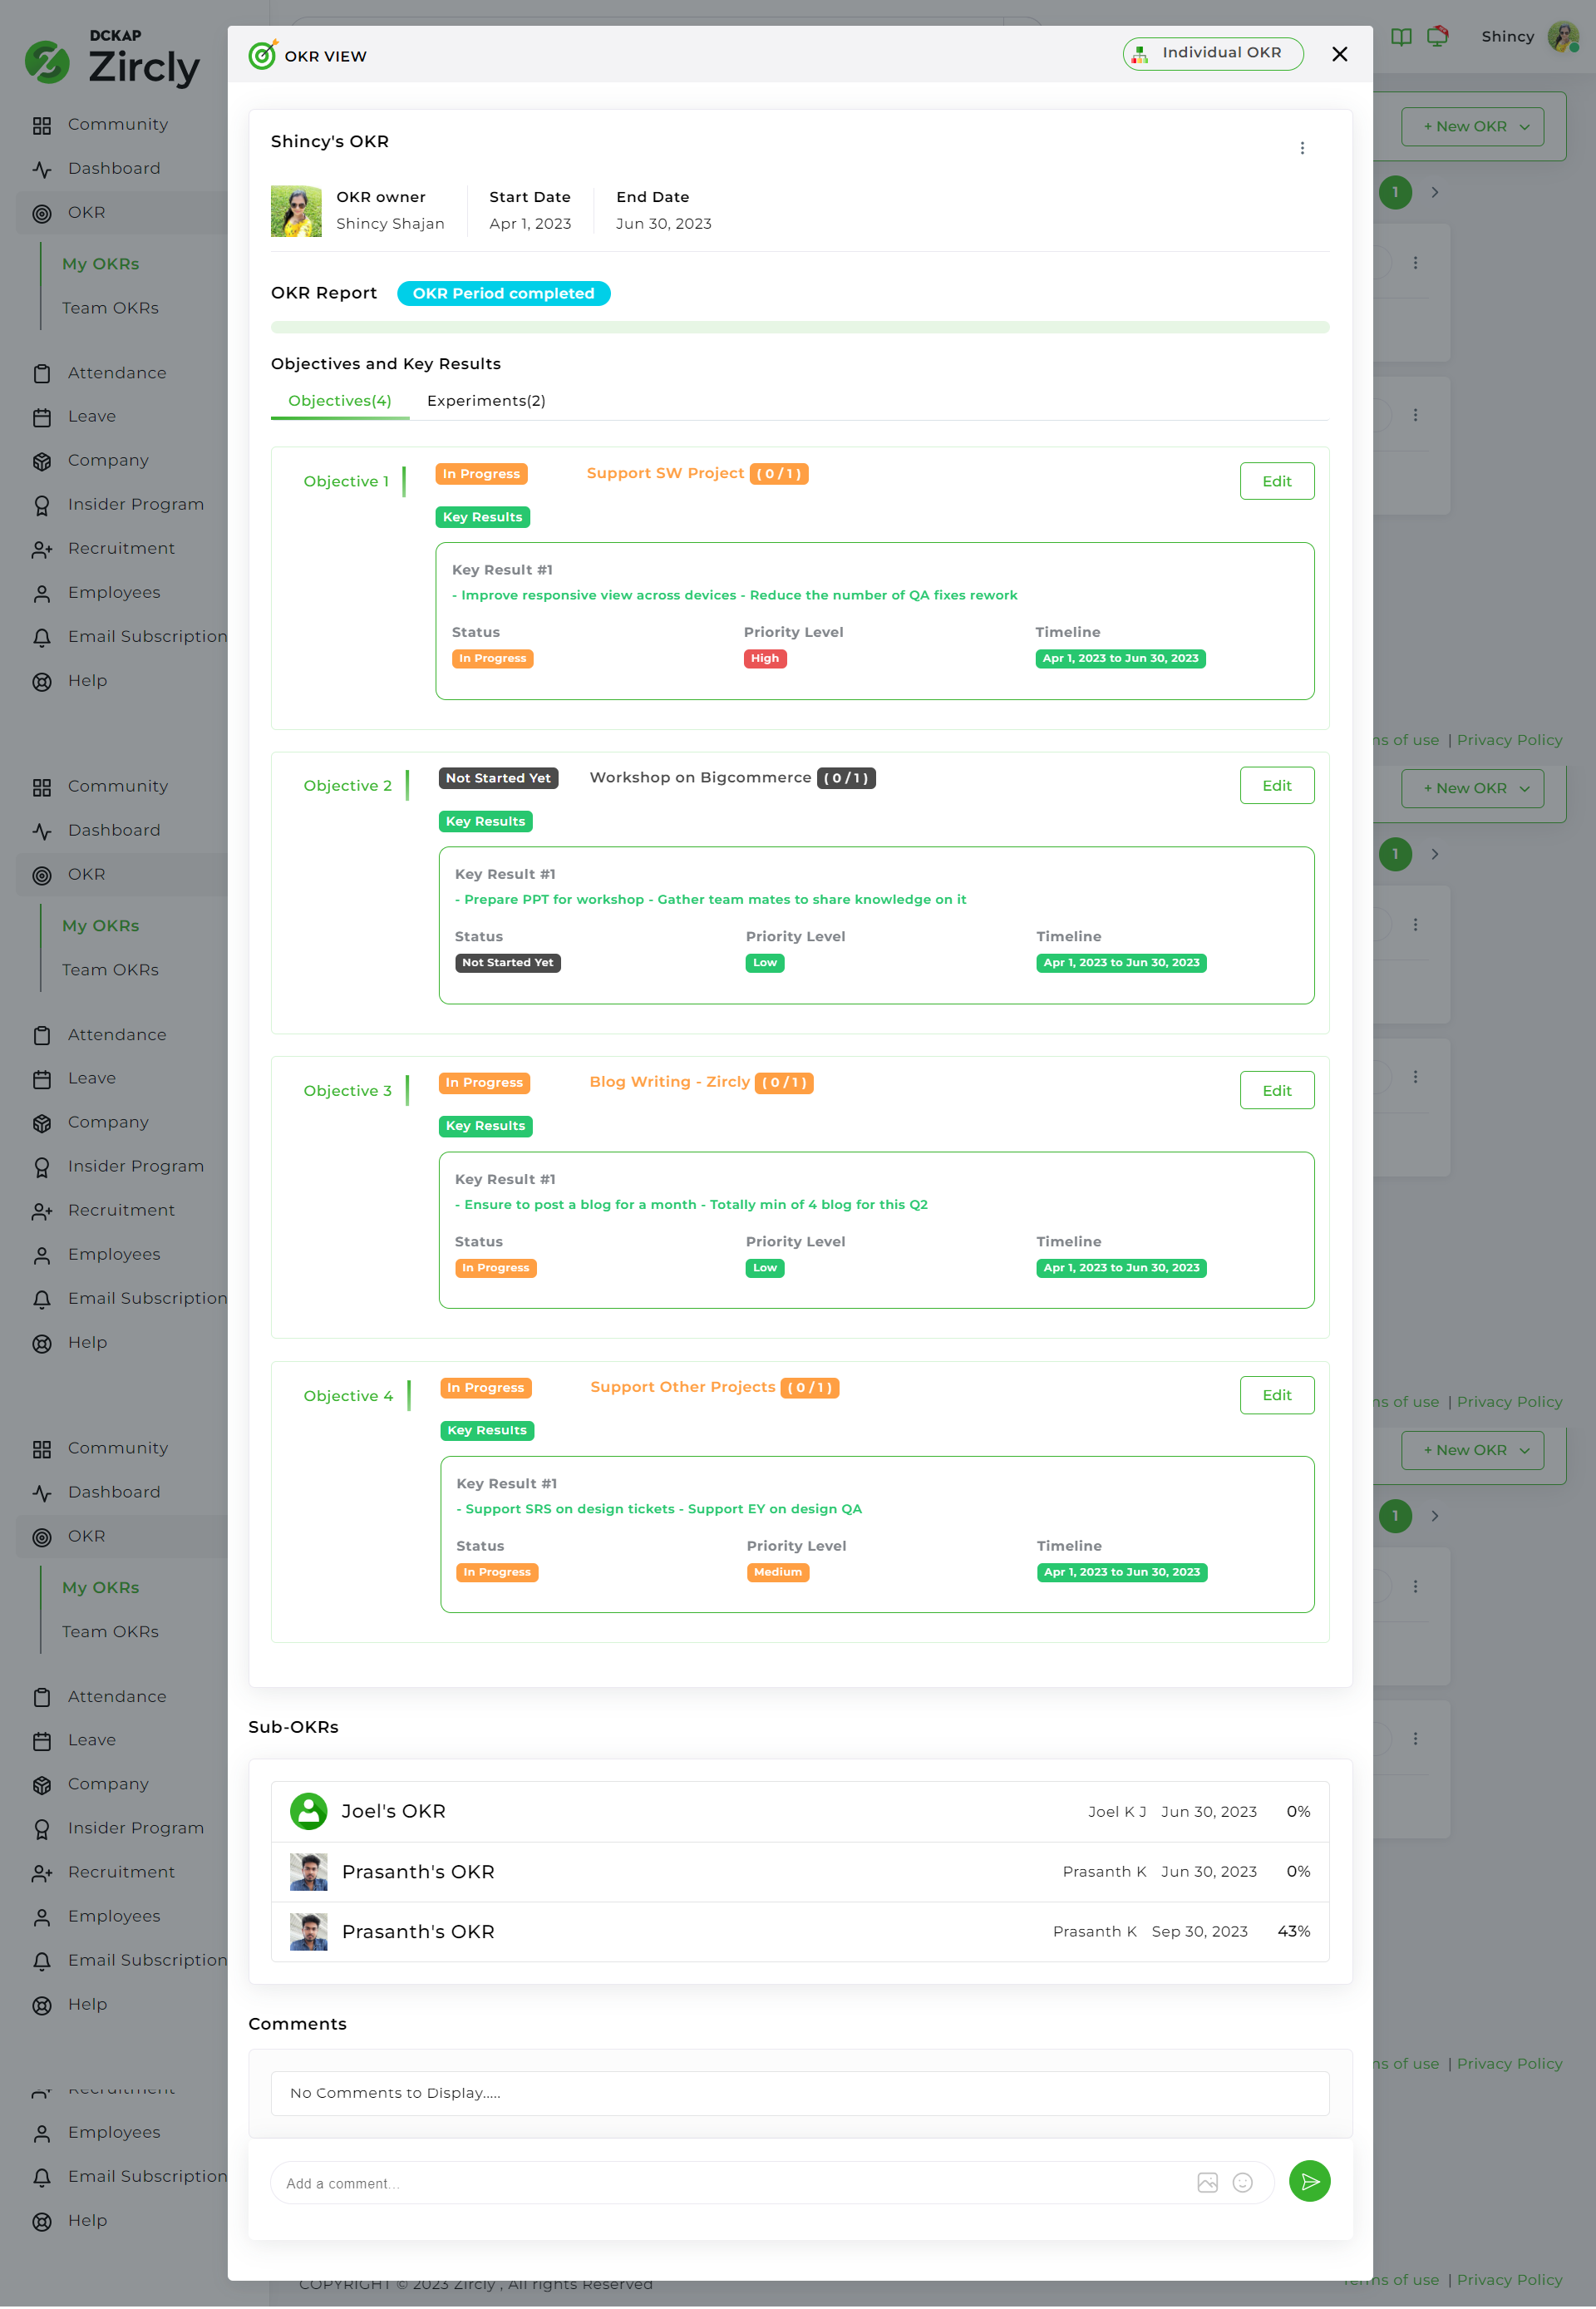 DCKAP
Zircly
OKR VIEW
Individual OKR
Shincy
Community
Dashboard
OKR
My OKRs
Team OKRs
Attendance
Leave
Company
Insider Program
Recruitment
Employees
Email Subscription
Help
+ New OKR
1
Shincy's OKR
OKR owner
Shincy Shajan
Start Date
Apr 1, 2023
End Date
Jun 30, 2023
OKR Report
OKR Period completed
Objectives and Key Results
Objectives(4)
Experiments(2)
Objective 1
In Progress
Support SW Project ( 0 / 1 )
Edit
Key Results
Key Result #1
- Improve responsive view across devices - Reduce the number of QA fixes rework
Status
Priority Level
Timeline
In Progress
High
Apr 1, 2023 to Jun 30, 2023
of use | Privacy Policy
Community
Dashboard
OKR
My OKRs
Team OKRs
Attendance
Leave
Company
Insider Program
Recruitment
Employees
Email Subscription
Help
+ New OKR
1
Objective 2
Not Started Yet
Workshop on Bigcommerce ( 0 / 1 )
Edit
Key Results
Key Result #1
- Prepare PPT for workshop - Gather team mates to share knowledge on it
Status
Priority Level
Timeline
Not Started Yet
Low
Apr 1, 2023 to Jun 30, 2023
Objective 3
In Progress
Blog Writing - Zircly ( 0 / 1 )
Edit
Key Results
Key Result #1
- Ensure to post a blog for a month - Totally min of 4 blog for this Q2
Status
Priority Level
Timeline
In Progress
Low
Apr 1, 2023 to Jun 30, 2023
of use | Privacy Policy
Community
Dashboard
OKR
My OKRs
Team OKRs
Attendance
Leave
Company
Insider Program
Recruitment
Employees
Email Subscription
Help
+ New OKR
1
Objective 4
In Progress
Support Other Projects ( 0 / 1 )
Edit
Key Results
Key Result #1
- Support SRS on design tickets - Support EY on design QA
Status
Priority Level
Timeline
In Progress
Medium
Apr 1, 2023 to Jun 30, 2023
Sub-OKRs
Joel's OKR
Joel K J
Jun 30, 2023
0%
Prasanth's OKR
Prasanth K
Jun 30, 2023
0%
Prasanth's OKR
Prasanth K
Sep 30, 2023
43%
Comments
of use | Privacy Policy
No Comments to Display.....
Recruitment
Employees
Email Subscription
Help
Add a comment...
COPYRIGHT © 2023 Zircly , All rights Reserved
Terms of use | Privacy Policy